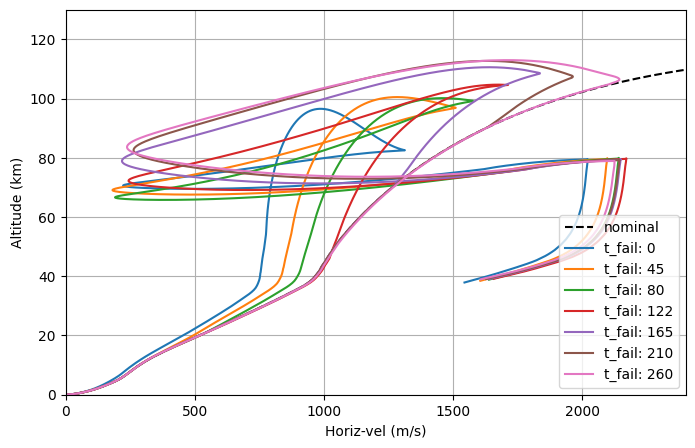 120
100
80
60
40
20
0
Altitude (km)
0 500 1000 1500 2000
Horiz-vel (m/s)
nominal
t_fail: 0
t_fail: 45
t_fail: 80
t_fail: 122
t_fail: 165
t_fail: 210
t_fail: 260